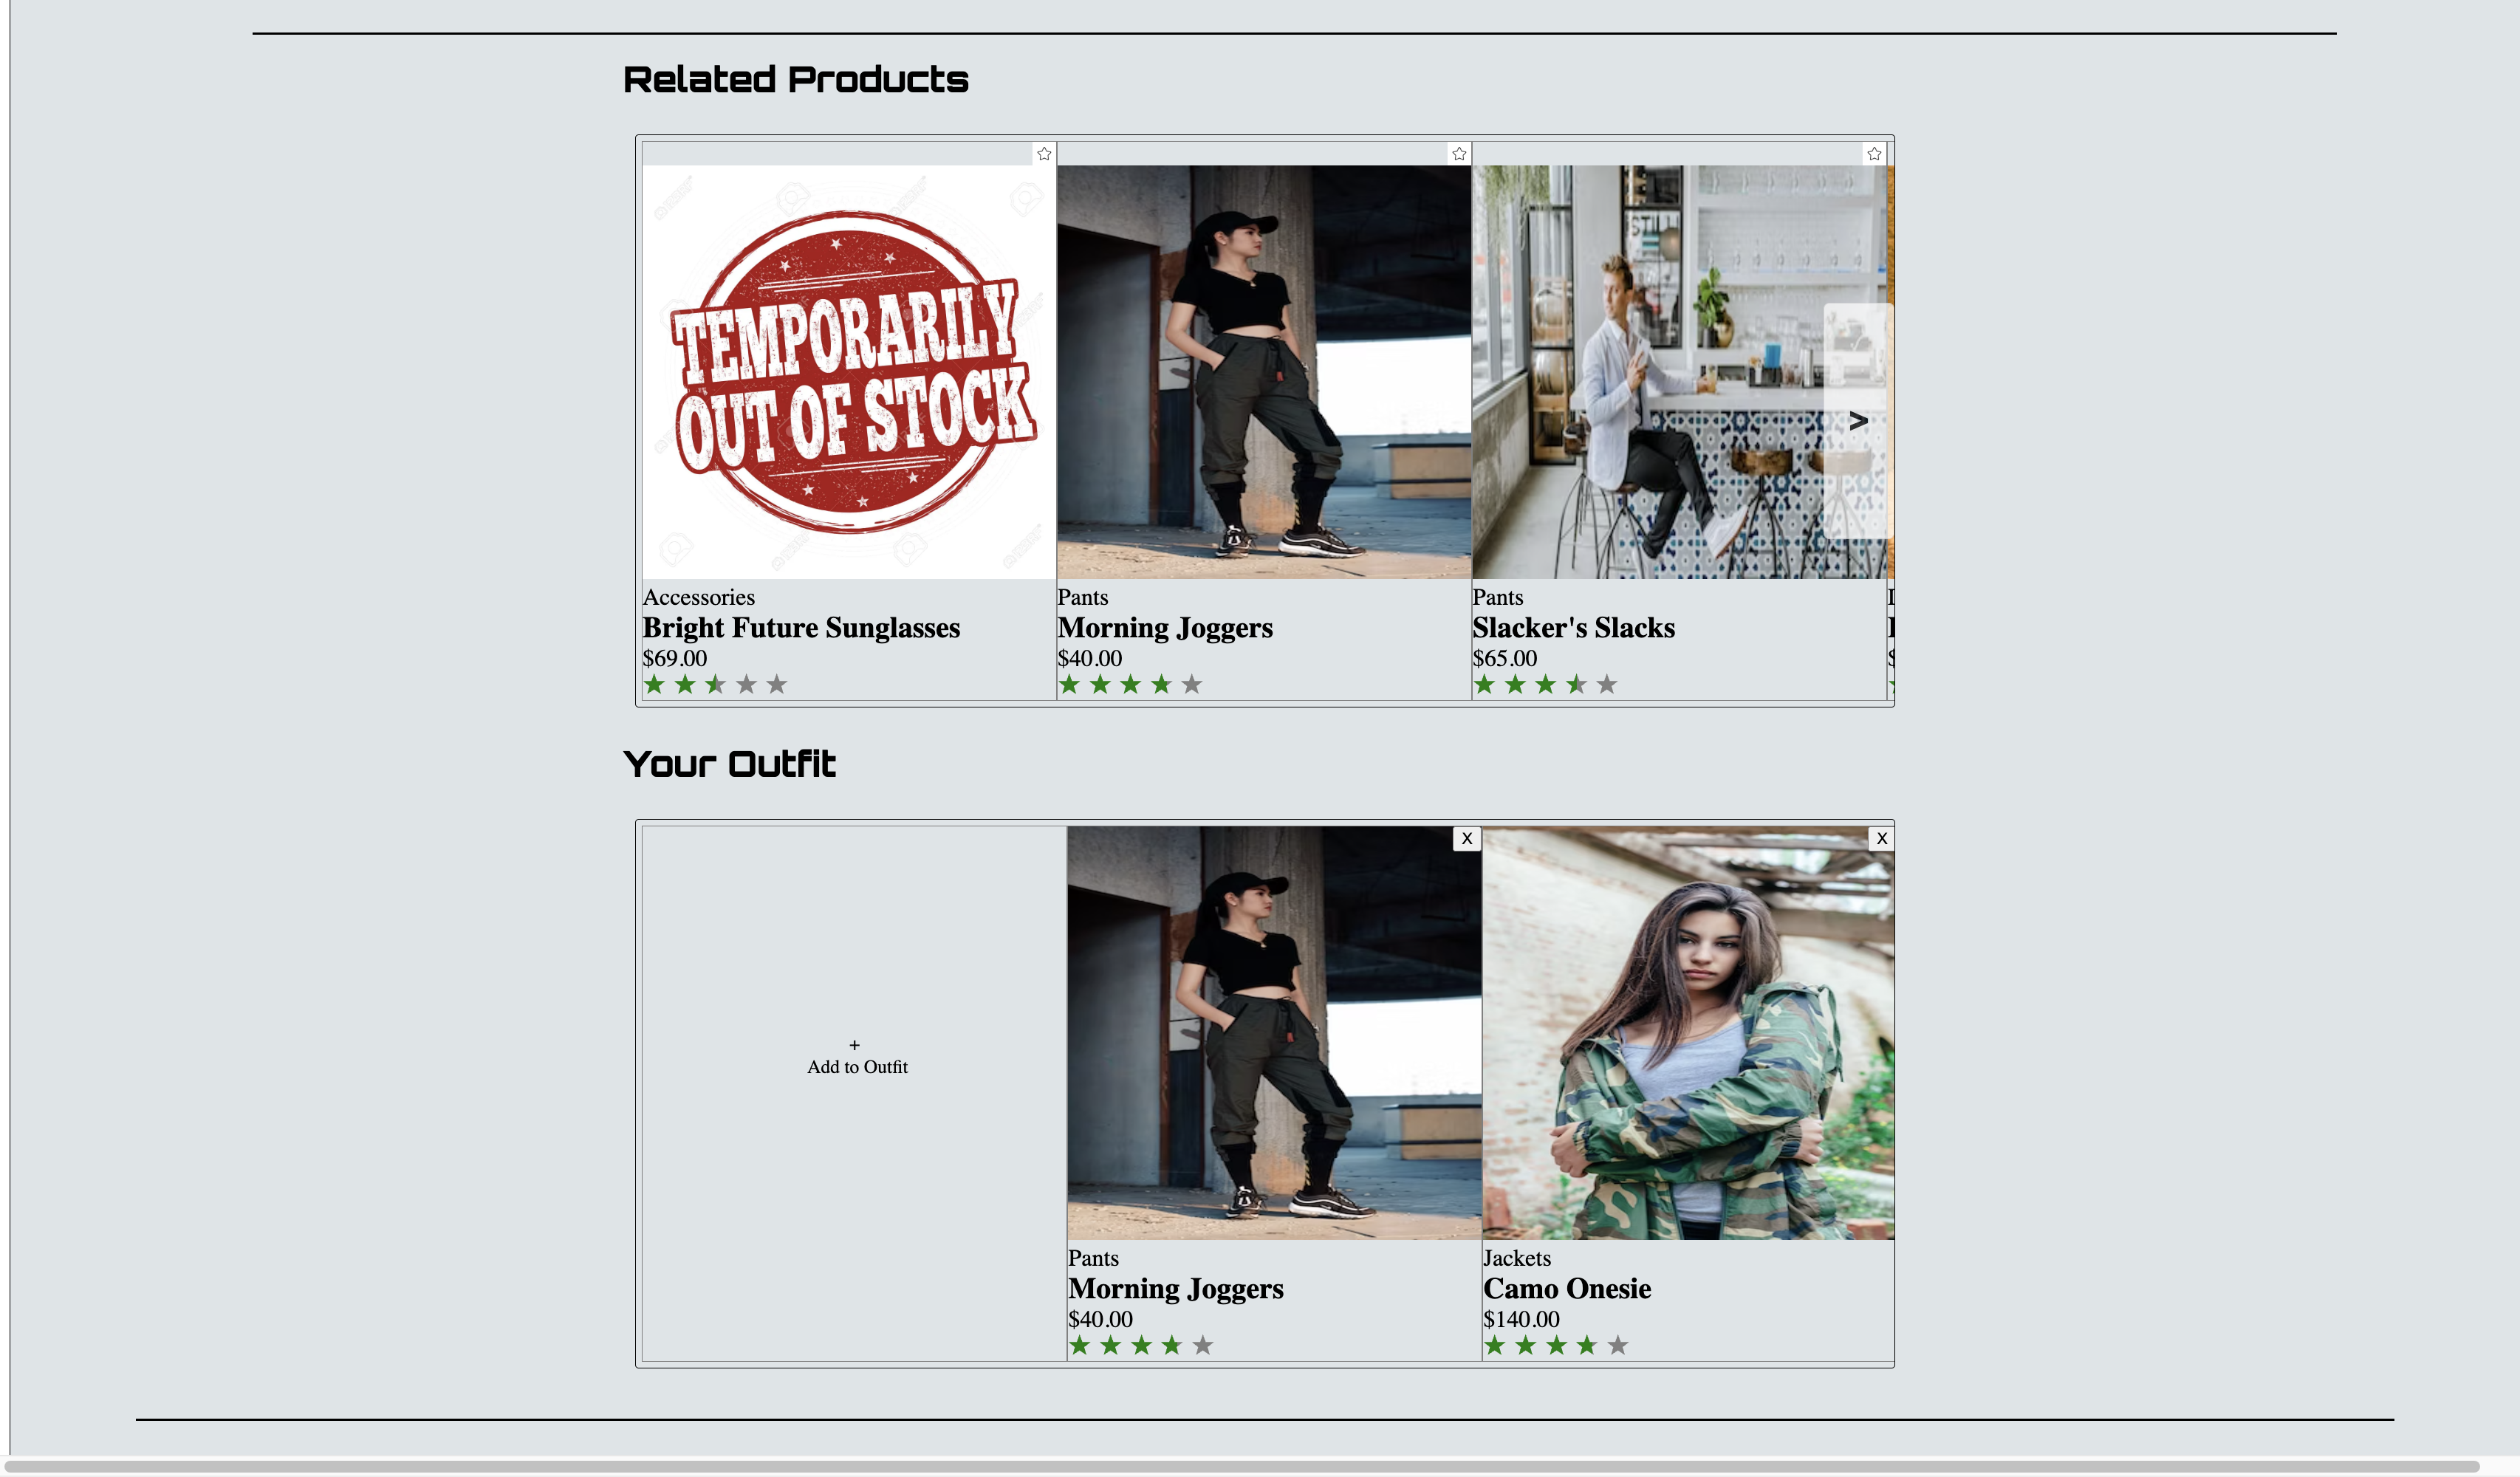 Related Products
TEMPORARILY
OUT OF STOCK
>
Accessories
Bright Future Sunglasses
$69.00
Pants
Morning Joggers
$40.00
Pants
Slacker's Slacks
$65.00
$
Your Outfit
+
Add to Outfit
X
Pants
Morning Joggers
$40.00
X
Jackets
Camo Onesie
$140.00